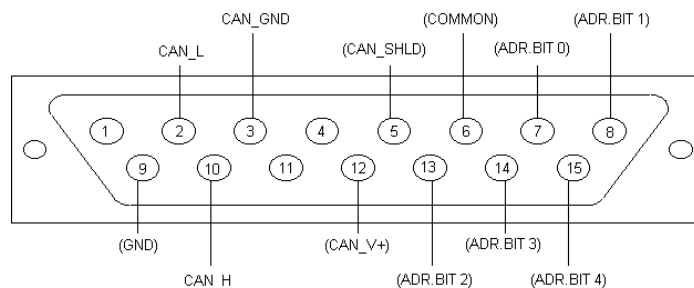 CAN_GND (COMMON) (ADR.BIT 1)
CAN_L (CAN_SHLD) (ADR.BIT 0)
1 2 3 4 5 6 7 8
9 10 11 12 13 14 15
(GND) (CAN_V+) (ADR.BIT 3)
CAN_H (ADR.BIT 2) (ADR.BIT 4)